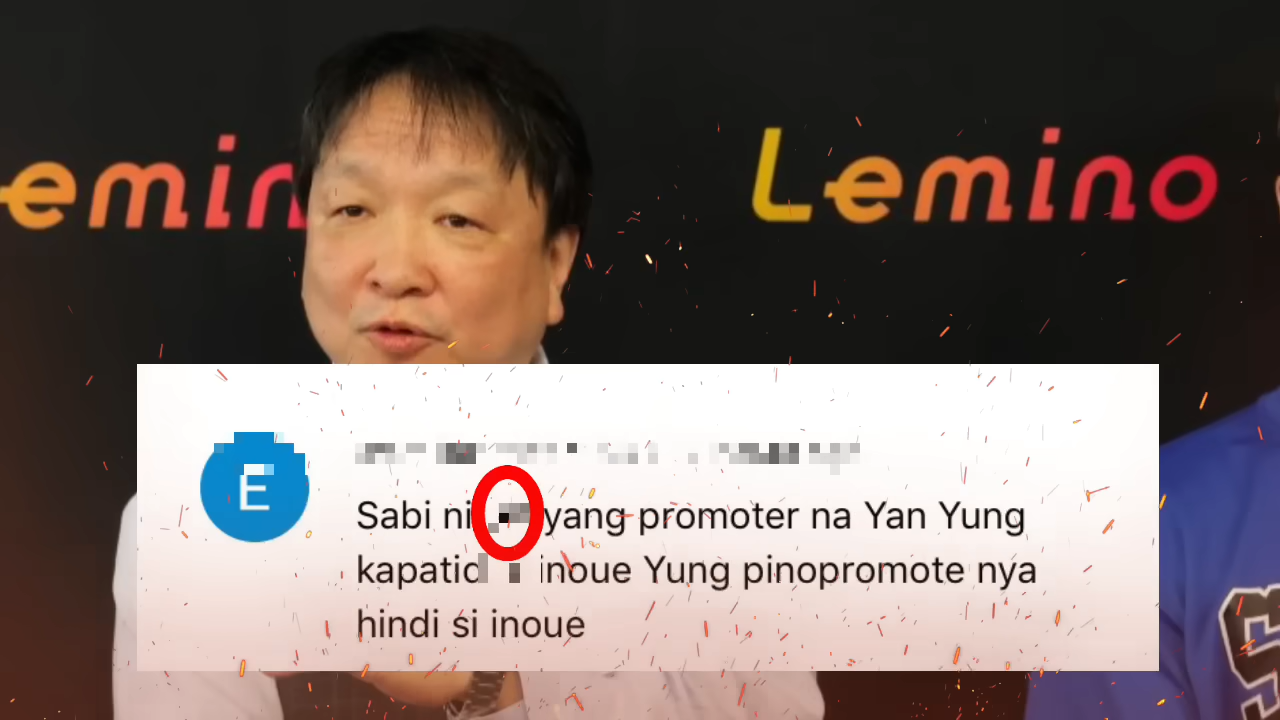 emin
Lemino
E
Sabi ni yang promoter na Yan Yung
kapatid inoue Yung pinopromote nya
hindi si inoue